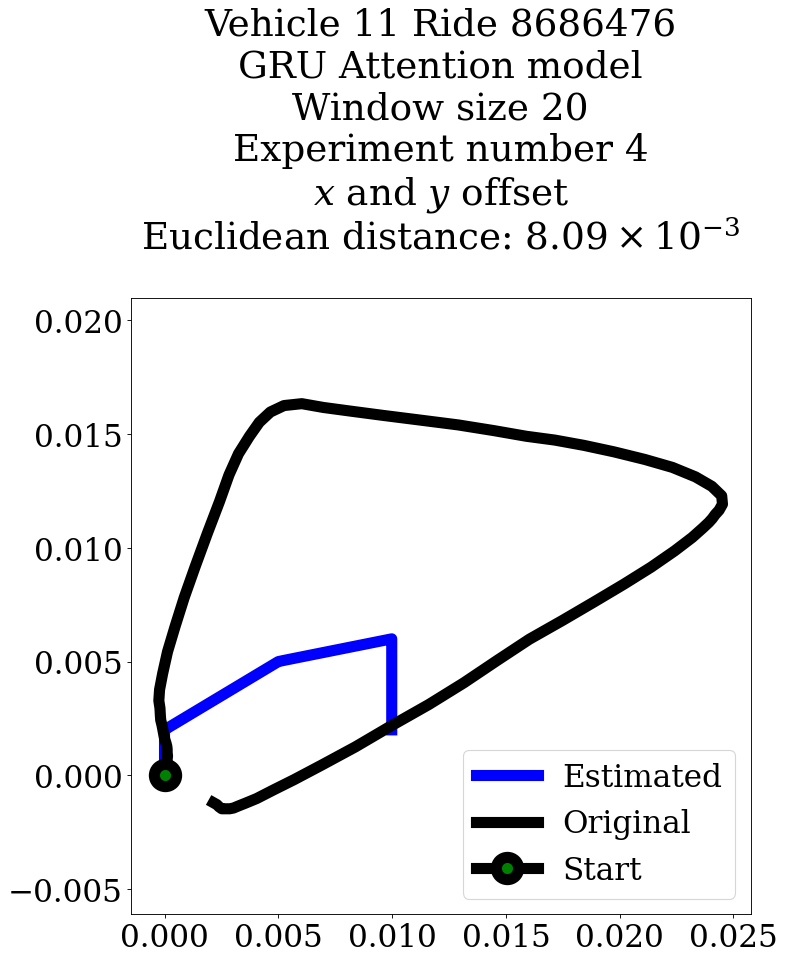 Vehicle 11 Ride 8686476
GRU Attention model
Window size 20
Experiment number 4
x and y offset
Euclidean distance: 8.09 × 10⁻³
0.020
0.015
0.010
0.005
0.000
−0.005
0.000 0.005 0.010 0.015 0.020 0.025
Estimated
Original
Start